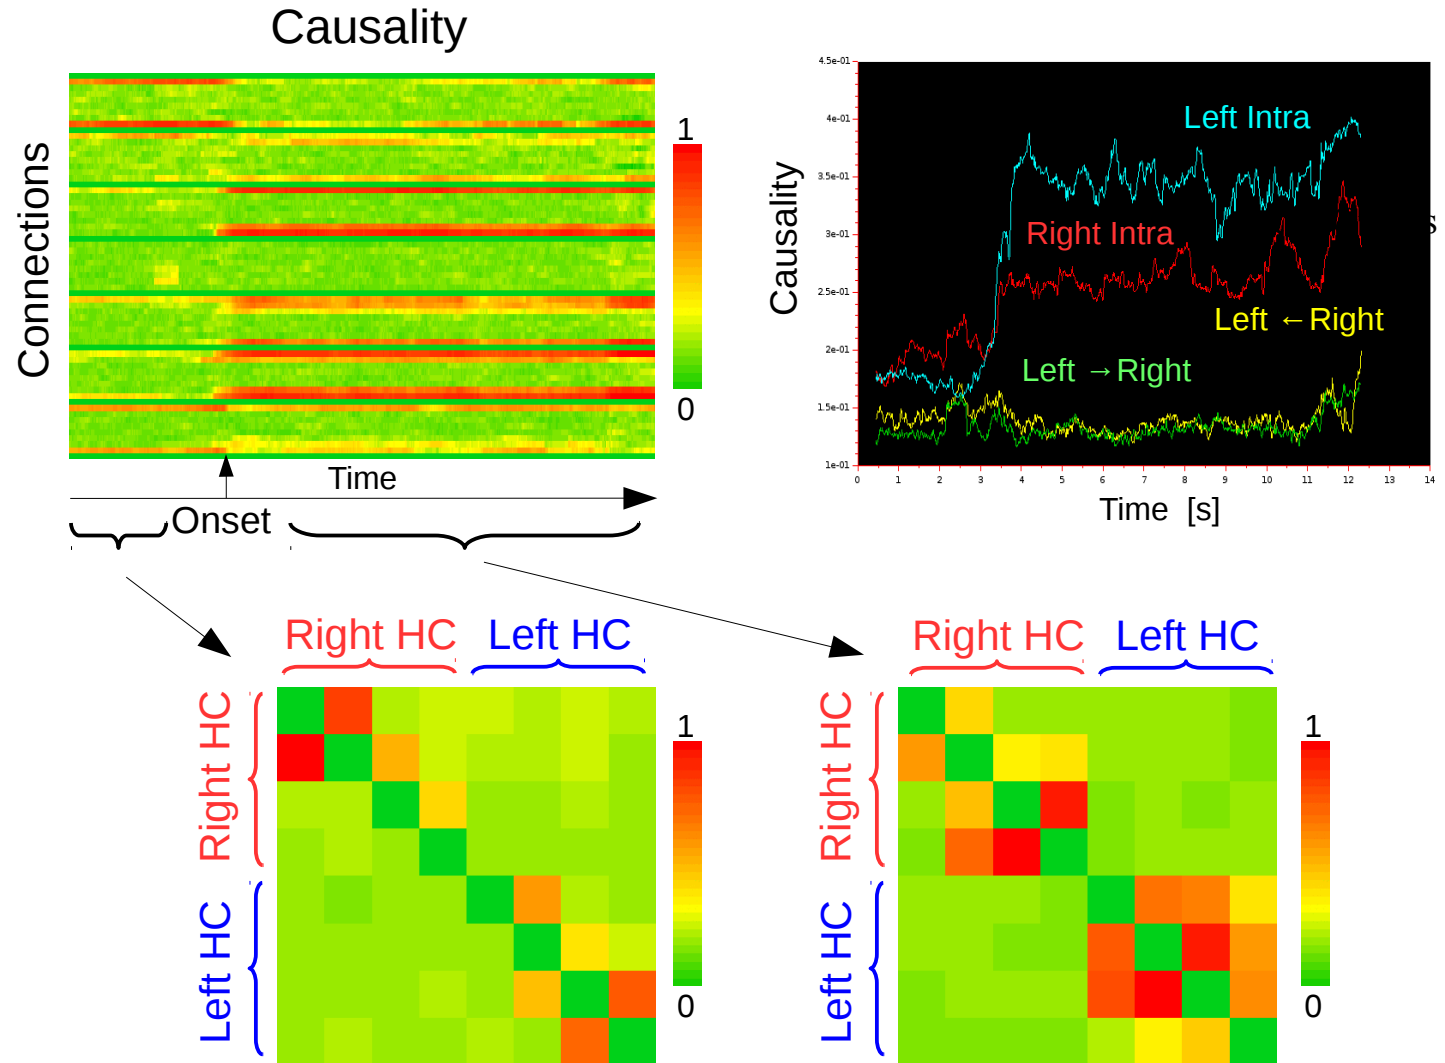 Causality
Connections
1
0
Time
Onset
4.5e-01
4e-01
3.5e-01
3e-01
2.5e-01
2e-01
1.5e-01
1e-01
Causality
Left Intra
Right Intra
Left ←Right
Left →Right
s
0 1 2 3 4 5 6 7 8 9 10 11 12 13 14
Time [s]
Right HC Left HC
Right HC
Left HC
1
0
Right HC Left HC
Right HC
Left HC
1
0